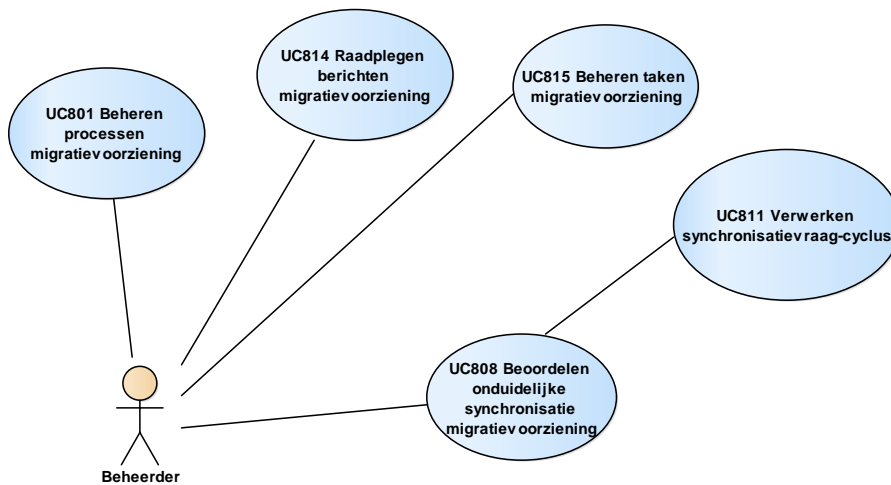 UC801 Beheren
processen
migratievoorziening
UC814 Raadplegen
berichten
migratievoorziening
UC815 Beheren taken
migratievoorziening
UC811 Verwerken
synchronisatievraag-cyclus
UC808 Beoordelen
onduidelijke
synchronisatie
migratievoorziening
Beheerder